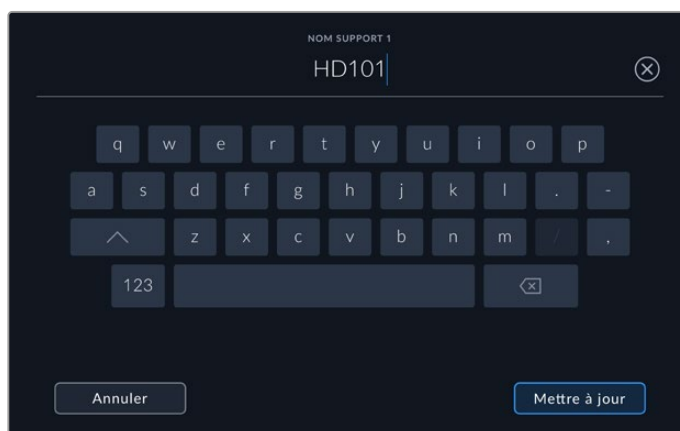 NOM SUPPORT 1
HD101
q w e r t y u i o p
a s d f g h j k l . -
z x c v b n m / ,
123
Annuler Mettre à jour